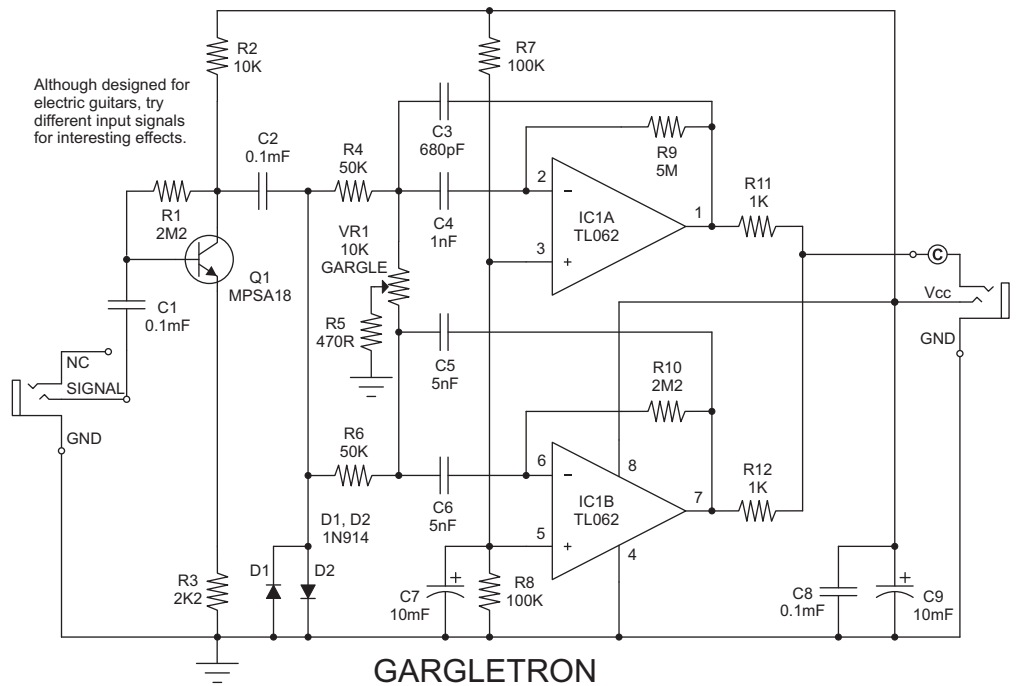 Although designed for
electric guitars, try
different input signals
for interesting effects.
R2
10K
R7
100K
C2
0.1mF
R4
50K
C3
680pF
R9
5M
R1
2M2
C4
1nF
2
−
IC1A
TL062
1
3
+
R11
1K
VR1
10K
GARGLE
Q1
MPSA18
C
Vcc
GND
C1
0.1mF
R5
470R
NC
SIGNAL
GND
C5
5nF
R10
2M2
R6
50K
C6
5nF
6
−
8
IC1B
TL062
7
5
+
4
R12
1K
D1, D2
1N914
D1
D2
R3
2K2
C7
+
10mF
R8
100K
C8
0.1mF
+
C9
10mF
GARGLETRON